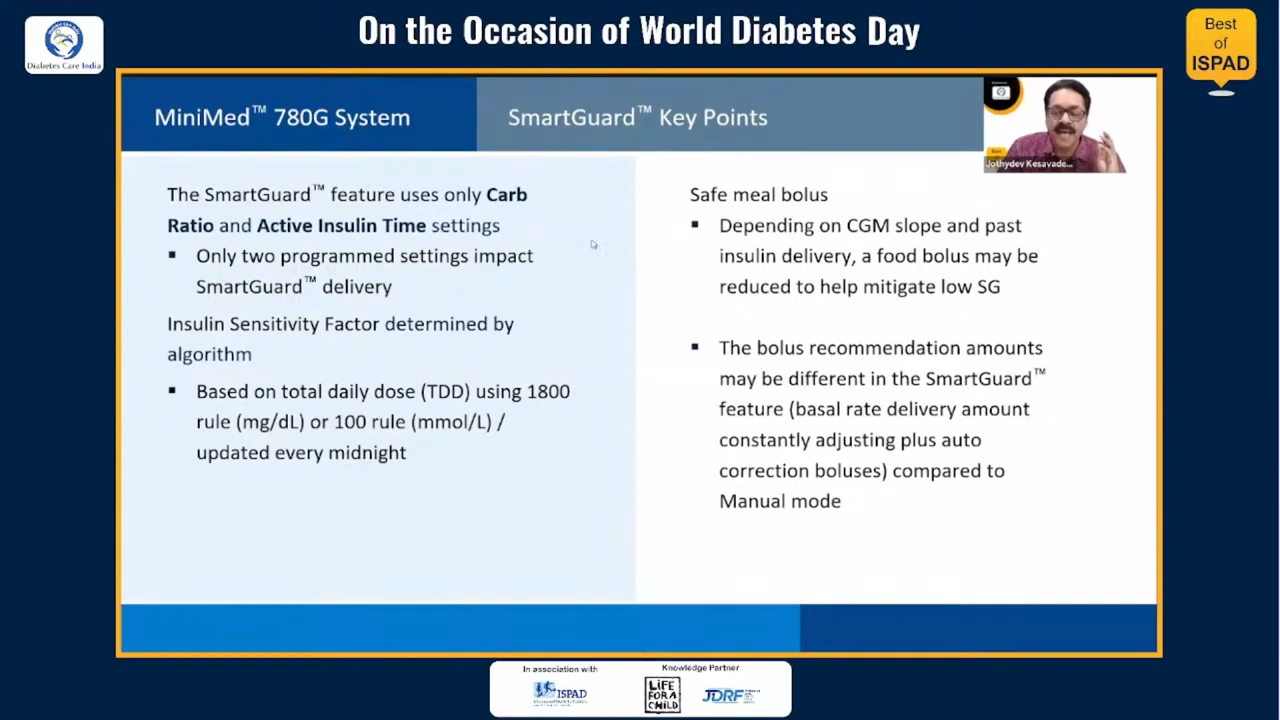 On the Occasion of World Diabetes Day
Diabetes Care India
Best
of
ISPAD
MiniMed™ 780G System
SmartGuard™ Key Points
Jothydev Kesavade...
The SmartGuard™ feature uses only Carb
Ratio and Active Insulin Time settings
▪ Only two programmed settings impact
SmartGuard™ delivery
Insulin Sensitivity Factor determined by
algorithm
▪ Based on total daily dose (TDD) using 1800
rule (mg/dL) or 100 rule (mmol/L) /
updated every midnight
Safe meal bolus
▪ Depending on CGM slope and past
insulin delivery, a food bolus may be
reduced to help mitigate low SG
▪ The bolus recommendation amounts
may be different in the SmartGuard™
feature (basal rate delivery amount
constantly adjusting plus auto
correction boluses) compared to
Manual mode
In association with
ISPAD
Knowledge Partner
LiFE
FOR A
CHiLD
JDRF